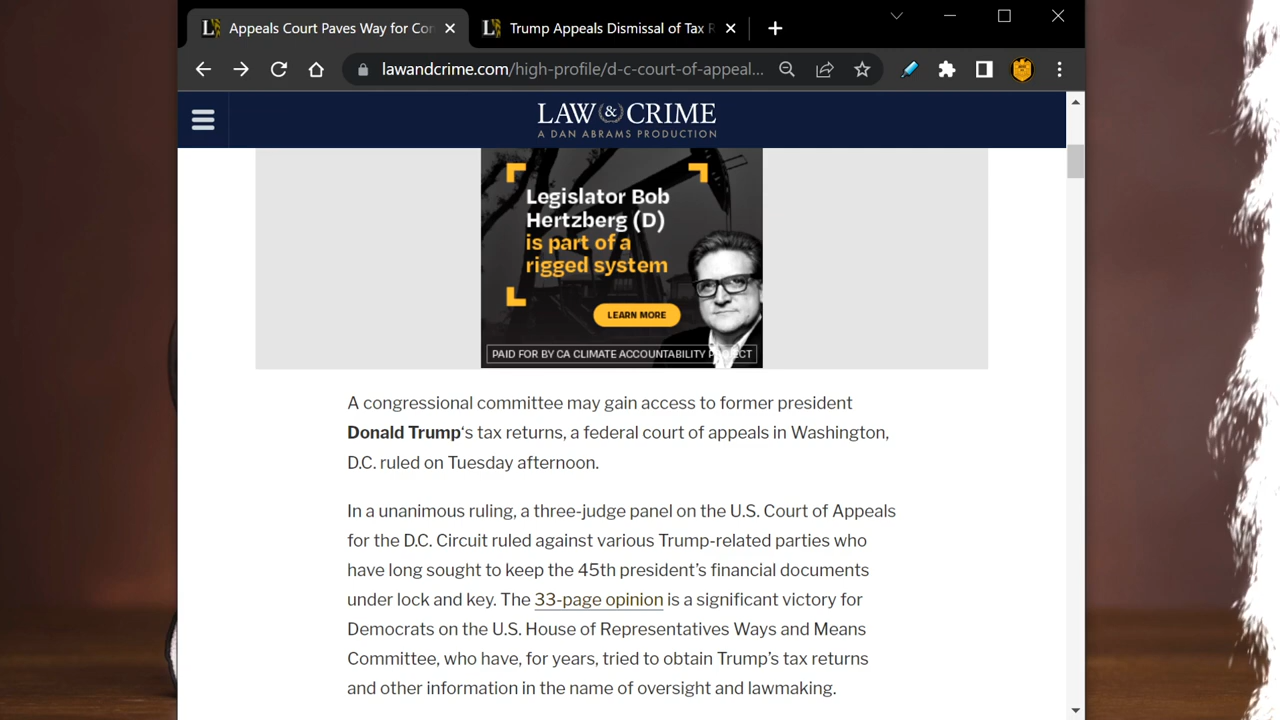 Appeals Court Paves Way for Con
Trump Appeals Dismissal of Tax R
lawandcrime.com/high-profile/d-c-court-of-appeal...
LAW & CRIME
A DAN ABRAMS PRODUCTION
Legislator Bob
Hertzberg (D)
is part of a
rigged system
LEARN MORE
PAID FOR BY CA CLIMATE ACCOUNTABILITY PROJECT
A congressional committee may gain access to former president
Donald Trump‘s tax returns, a federal court of appeals in Washington,
D.C. ruled on Tuesday afternoon.
In a unanimous ruling, a three-judge panel on the U.S. Court of Appeals
for the D.C. Circuit ruled against various Trump-related parties who
have long sought to keep the 45th president’s financial documents
under lock and key. The 33-page opinion is a significant victory for
Democrats on the U.S. House of Representatives Ways and Means
Committee, who have, for years, tried to obtain Trump’s tax returns
and other information in the name of oversight and lawmaking.